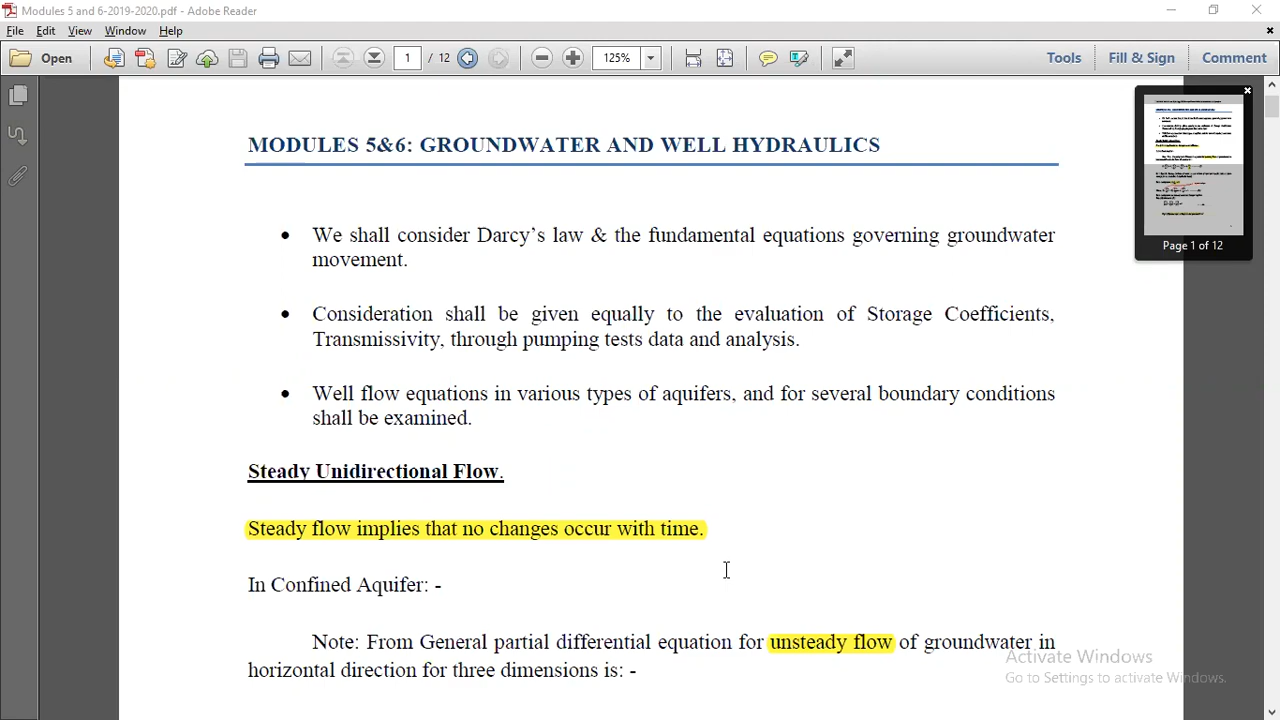 Modules 5 and 6-2019-2020.pdf - Adobe Reader
File Edit View Window Help
Open 1 / 12 125% Tools Fill & Sign Comment
MODULES 5&6: GROUNDWATER AND WELL HYDRAULICS
• We shall consider Darcy's law & the fundamental equations governing groundwater
movement.
• Consideration shall be given equally to the evaluation of Storage Coefficients,
Transmissivity, through pumping tests data and analysis.
• Well flow equations in various types of aquifers, and for several boundary conditions
shall be examined.
Steady Unidirectional Flow.
Steady flow implies that no changes occur with time.
In Confined Aquifer: -
Note: From General partial differential equation for unsteady flow of groundwater in
horizontal direction for three dimensions is: -
Page 1 of 12
Activate Windows
Go to Settings to activate Windows.